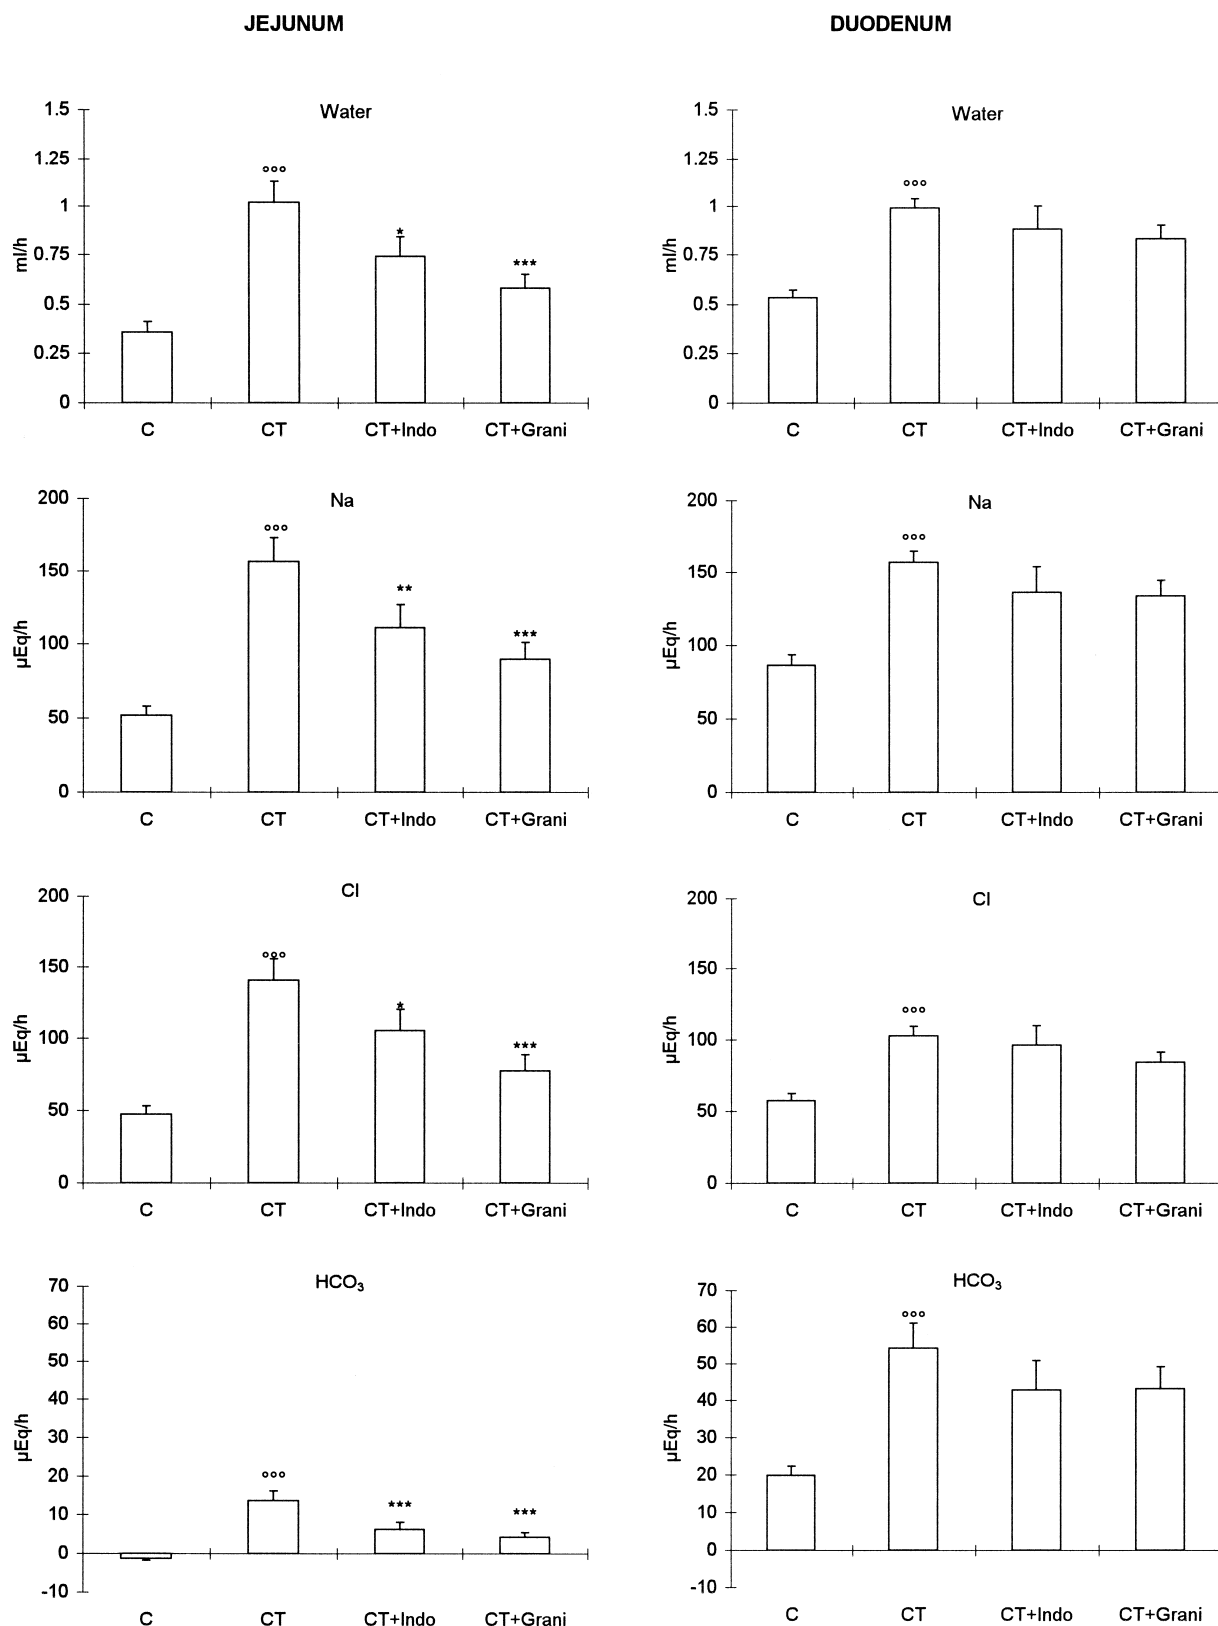 JEJUNUM
DUODENUM
Water
1.5
1.25
1
0.75
0.5
0.25
0
ml/h
°°°
*
***
C CT CT+Indo CT+Grani
Water
1.5
1.25
1
0.75
0.5
0.25
0
ml/h
°°°
C CT CT+Indo CT+Grani
Na
200
150
100
50
0
µEq/h
°°°
**
***
C CT CT+Indo CT+Grani
Na
200
150
100
50
0
µEq/h
°°°
C CT CT+Indo CT+Grani
Cl
200
150
100
50
0
µEq/h
°°°
*
***
C CT CT+Indo CT+Grani
Cl
200
150
100
50
0
µEq/h
°°°
C CT CT+Indo CT+Grani
HCO₃
70
60
50
40
30
20
10
0
-10
µEq/h
°°°
***
***
C CT CT+Indo CT+Grani
HCO₃
70
60
50
40
30
20
10
0
-10
µEq/h
°°°
C CT CT+Indo CT+Grani